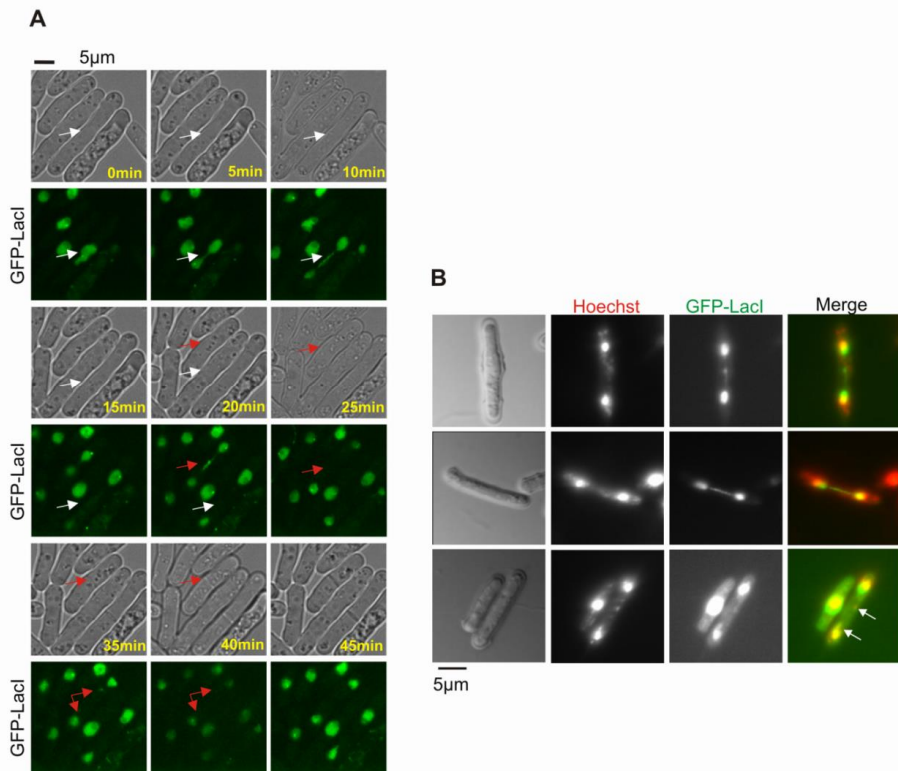 A
5µm
0min
5min
10min
GFP-LacI
15min
20min
25min
GFP-LacI
35min
40min
45min
GFP-LacI
B
Hoechst
GFP-LacI
Merge
5µm